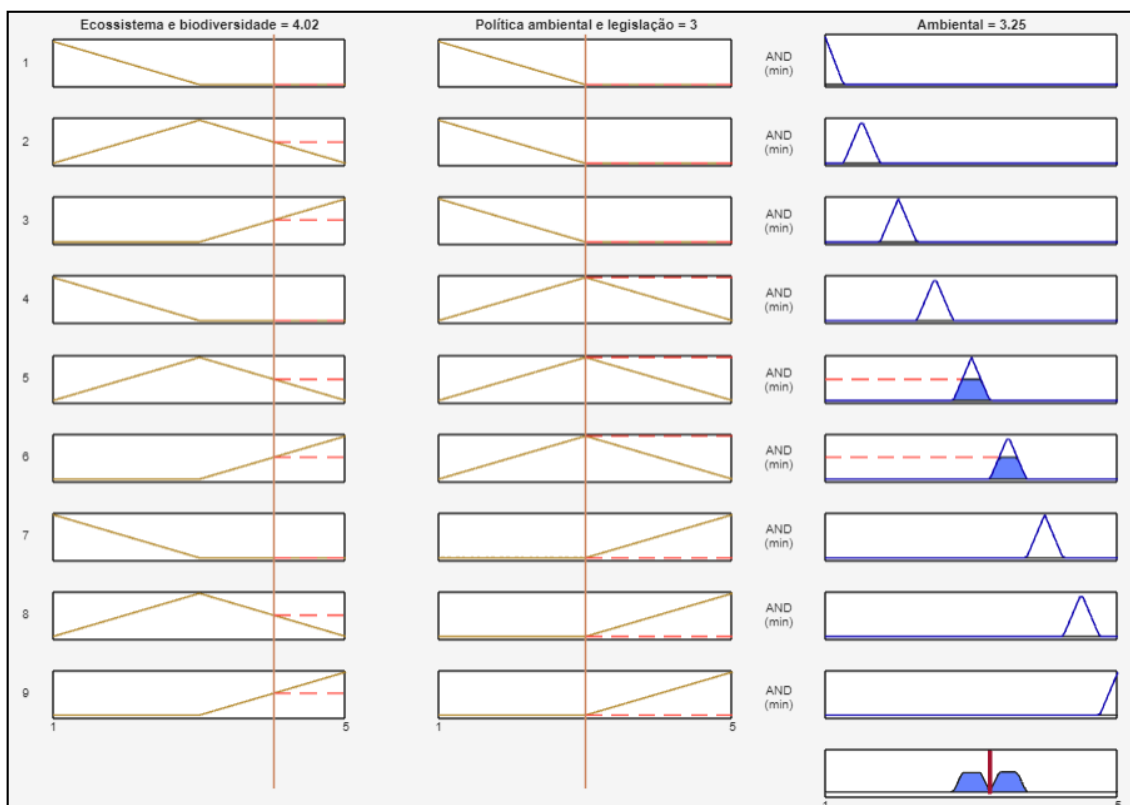 Ecossistema e biodiversidade = 4.02
Política ambiental e legislação = 3
Ambiental = 3.25
1
AND
(min)
2
AND
(min)
3
AND
(min)
4
AND
(min)
5
AND
(min)
6
AND
(min)
7
AND
(min)
8
AND
(min)
9
AND
(min)
1 5
1 5
1 5